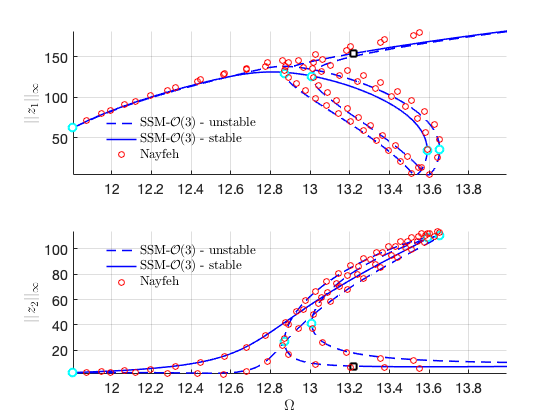 150
100
50
||z₁||∞
SSM-O(3) - unstable
SSM-O(3) - stable
Nayfeh
12 12.2 12.4 12.6 12.8 13 13.2 13.4 13.6 13.8
100
80
60
40
20
||z₂||∞
SSM-O(3) - unstable
SSM-O(3) - stable
Nayfeh
12 12.2 12.4 12.6 12.8 13 13.2 13.4 13.6 13.8
Ω